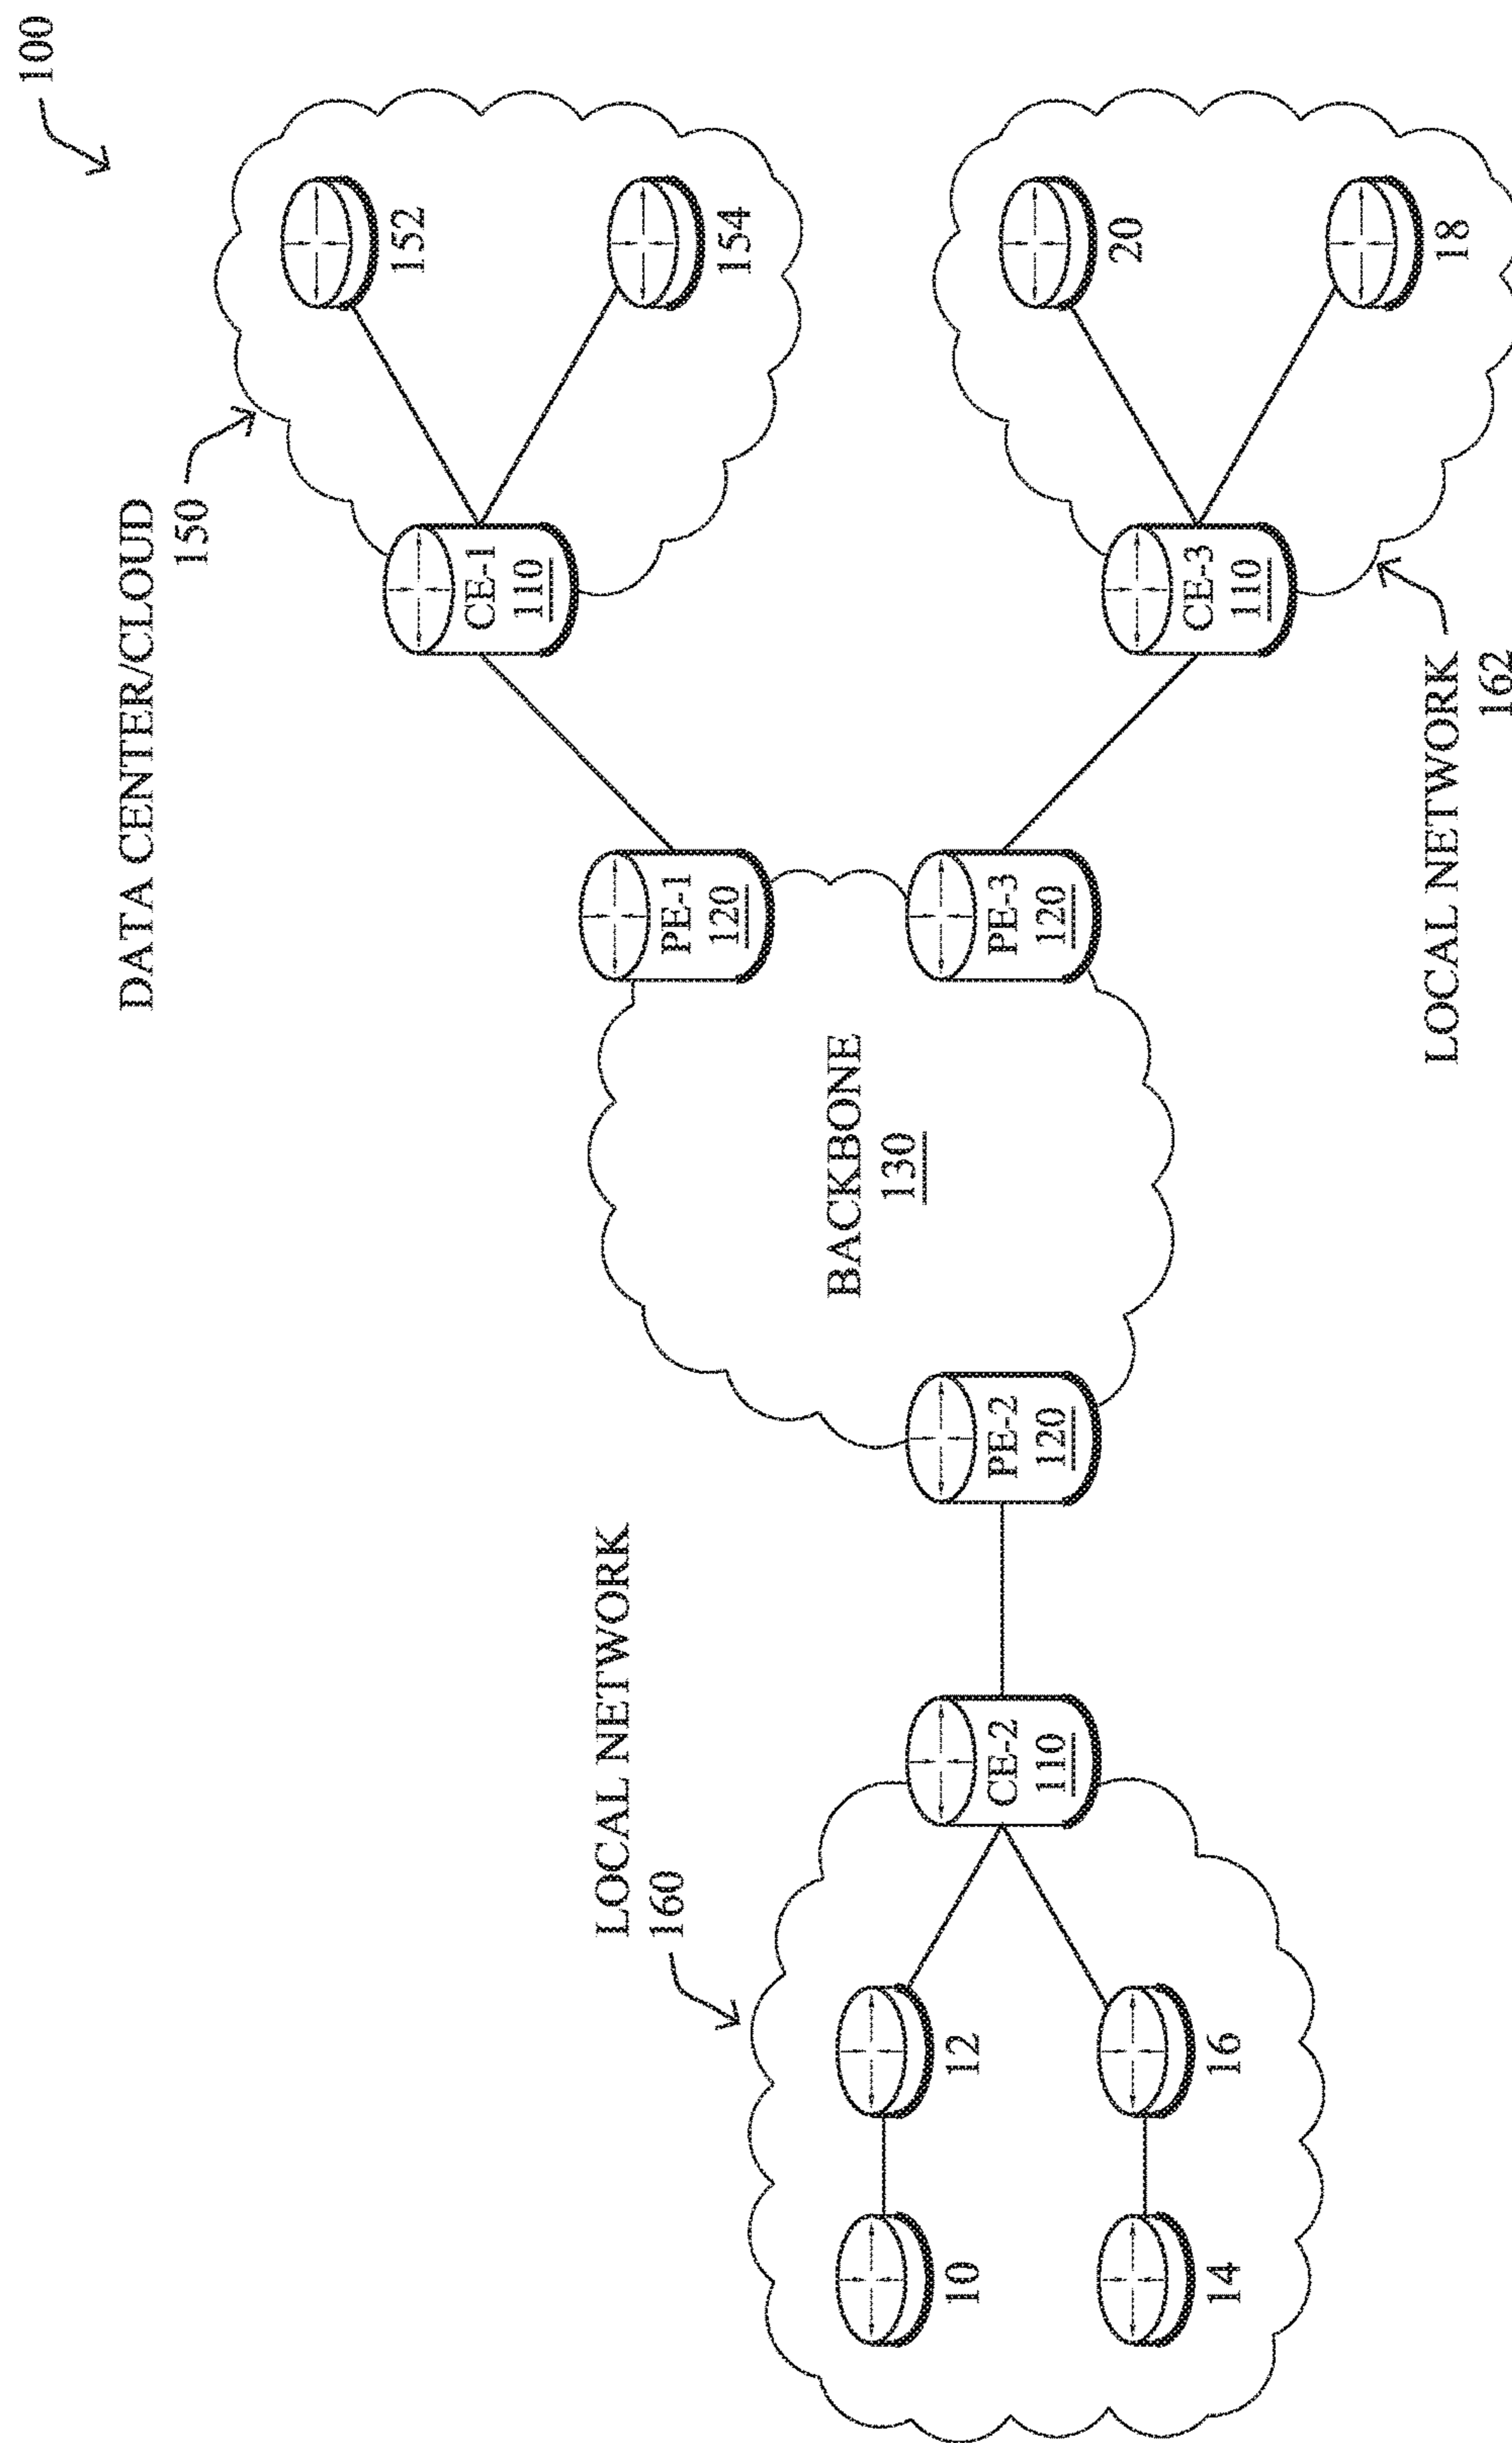 100
DATA CENTER/CLOUD
150
152
154
CE-1
110
PE-1
120
BACKBONE
130
PE-3
120
PE-2
120
CE-3
110
20
18
LOCAL NETWORK
162
LOCAL NETWORK
160
CE-2
110
12
10
16
14